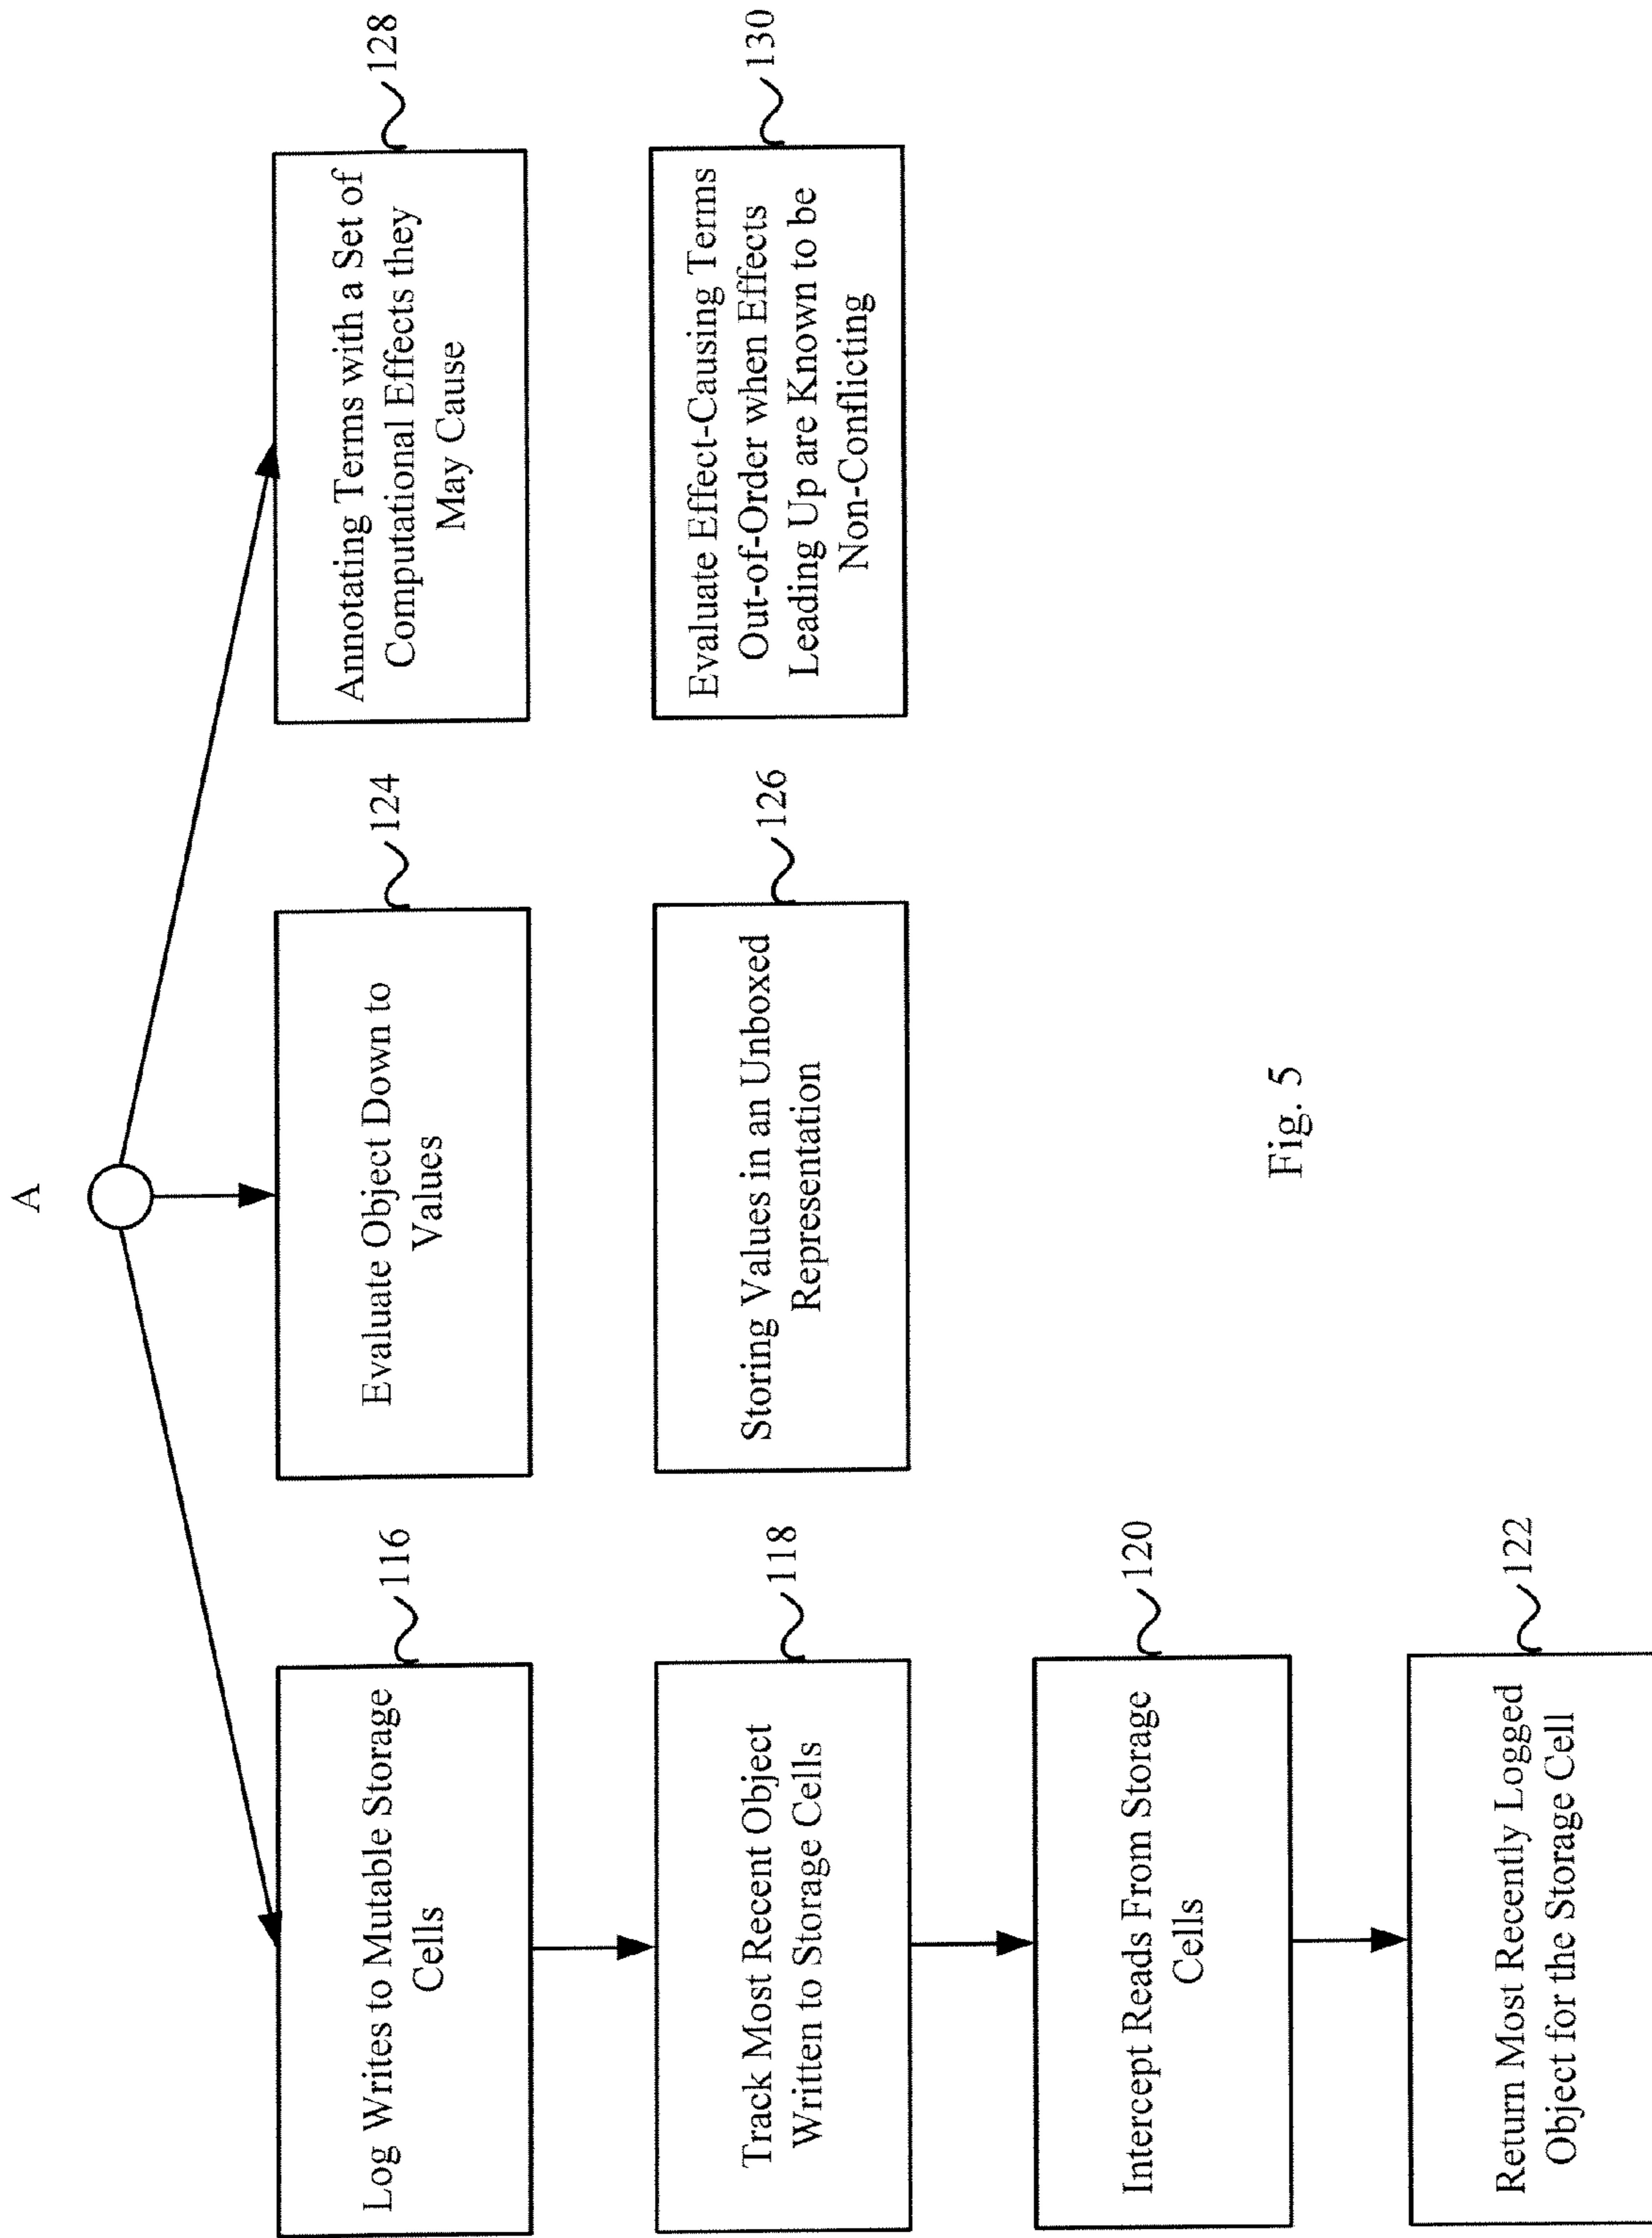 A
Log Writes to Mutable Storage
Cells
116
Track Most Recent Object
Written to Storage Cells
118
Intercept Reads From Storage
Cells
120
Return Most Recently Logged
Object for the Storage Cell
122
Evaluate Object Down to
Values
124
Storing Values in an Unboxed
Representation
126
Annotating Terms with a Set of
Computational Effects they
May Cause
128
Evaluate Effect-Causing Terms
Out-of-Order when Effects
Leading Up are Known to be
Non-Conflicting
130
Fig. 5